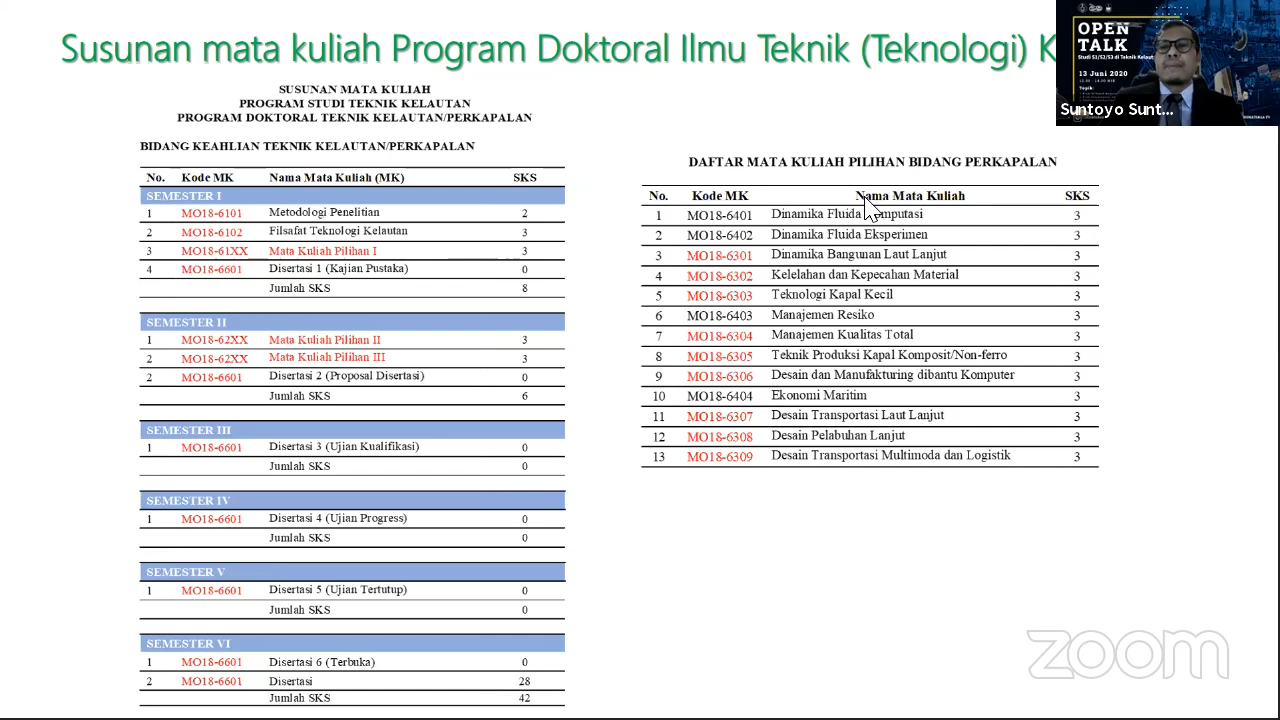 Susunan mata kuliah Program Doktoral Ilmu Teknik (Teknologi) K
SUSUNAN MATA KULIAH
PROGRAM STUDI TEKNIK KELAUTAN
PROGRAM DOKTORAL TEKNIK KELAUTAN/PERKAPALAN
BIDANG KEAHLIAN TEKNIK KELAUTAN/PERKAPALAN
No. Kode MK Nama Mata Kuliah (MK) SKS
SEMESTER I
1 MO18-6101 Metodologi Penelitian 2
2 MO18-6102 Filsafat Teknologi Kelautan 3
3 MO18-61XX Mata Kuliah Pilihan I 3
4 MO18-6601 Disertasi 1 (Kajian Pustaka) 0
Jumlah SKS 8
SEMESTER II
1 MO18-62XX Mata Kuliah Pilihan II 3
2 MO18-62XX Mata Kuliah Pilihan III 3
2 MO18-6601 Disertasi 2 (Proposal Disertasi) 0
Jumlah SKS 6
SEMESTER III
1 MO18-6601 Disertasi 3 (Ujian Kualifikasi) 0
Jumlah SKS 0
SEMESTER IV
1 MO18-6601 Disertasi 4 (Ujian Progress) 0
Jumlah SKS 0
SEMESTER V
1 MO18-6601 Disertasi 5 (Ujian Tertutup) 0
Jumlah SKS 0
SEMESTER VI
1 MO18-6601 Disertasi 6 (Terbuka) 0
2 MO18-6601 Disertasi 28
Jumlah SKS 42
DAFTAR MATA KULIAH PILIHAN BIDANG PERKAPALAN
No. Kode MK Nama Mata Kuliah SKS
1 MO18-6401 Dinamika Fluida Komputasi 3
2 MO18-6402 Dinamika Fluida Eksperimen 3
3 MO18-6301 Dinamika Bangunan Laut Lanjut 3
4 MO18-6302 Kelelahan dan Kepecahan Material 3
5 MO18-6303 Teknologi Kapal Kecil 3
6 MO18-6403 Manajemen Resiko 3
7 MO18-6304 Manajemen Kualitas Total 3
8 MO18-6305 Teknik Produksi Kapal Komposit/Non-ferro 3
9 MO18-6306 Desain dan Manufakturing dibantu Komputer 3
10 MO18-6404 Ekonomi Maritim 3
11 MO18-6307 Desain Transportasi Laut Lanjut 3
12 MO18-6308 Desain Pelabuhan Lanjut 3
13 MO18-6309 Desain Transportasi Multimoda dan Logistik 3
OPEN
TALK
Studi S1/S2/S3 di Teknik Kelaut
13 Juni 2020
Topik:
Suntoyo Sunt...
zoom